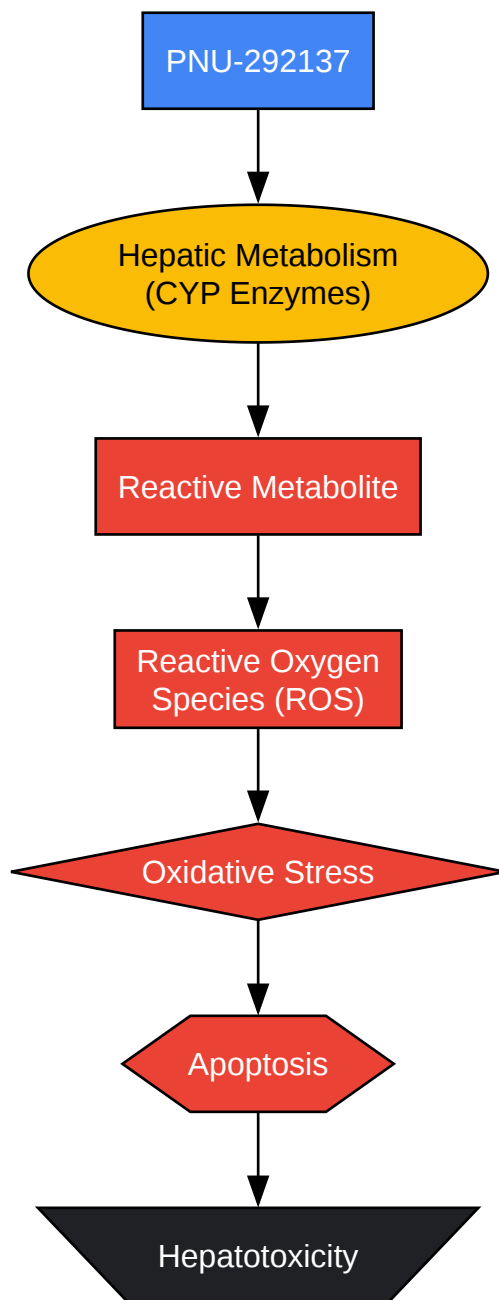 PNU-292137
Hepatic Metabolism
(CYP Enzymes)
Reactive Metabolite
Reactive Oxygen
Species (ROS)
Oxidative Stress
Apoptosis
Hepatotoxicity